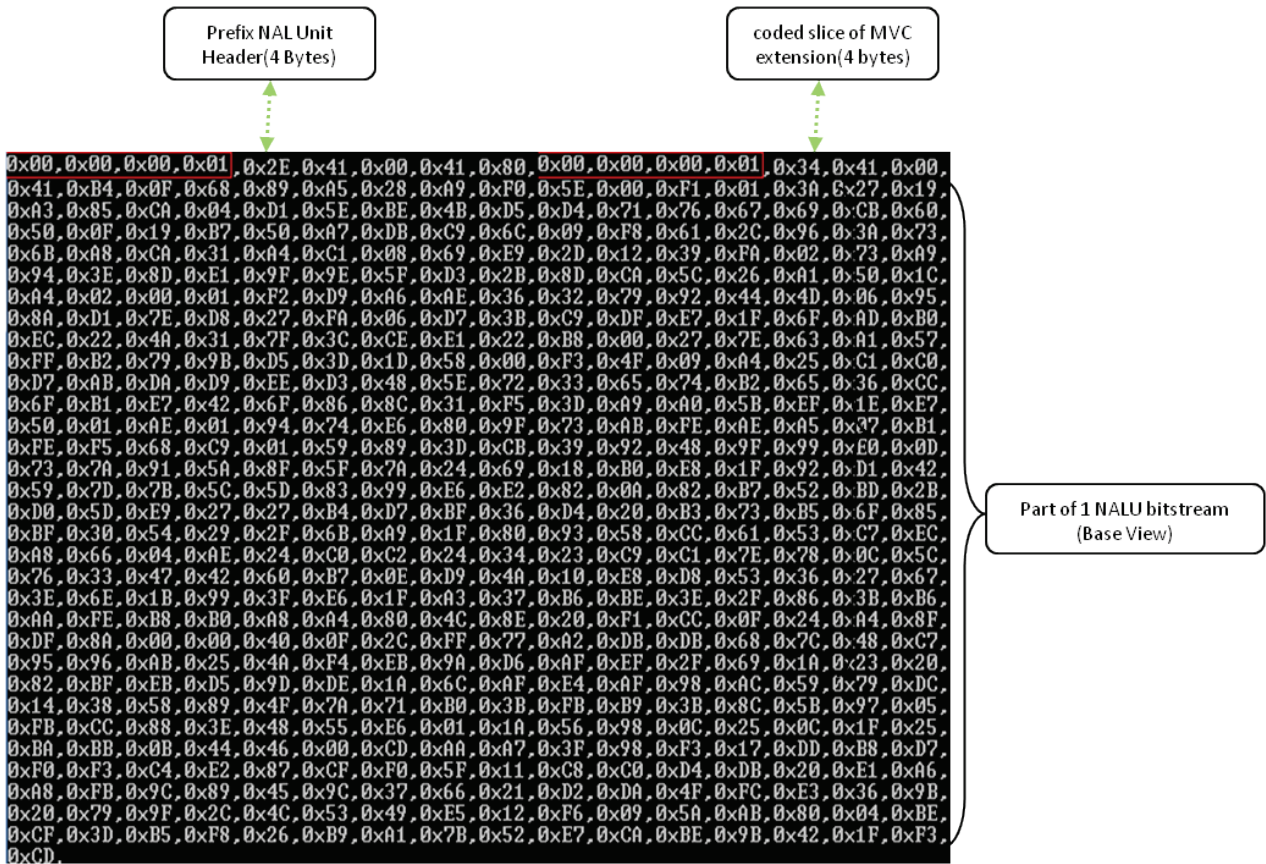 Prefix NAL Unit
Header(4 Bytes)
coded slice of MVC
extension(4 bytes)
0x00,0x00,0x00,0x01,0x2E,0x41,0x00,0x41,0x80,0x00,0x00,0x00,0x01,0x34,0x41,0x00,
0x41,0xB4,0x0F,0x68,0x89,0xA5,0x28,0xA9,0xF0,0x5E,0x00,0xF1,0x01,0x3A,0x27,0x19,
0xA3,0x85,0xCA,0x04,0xD1,0x5E,0xBE,0x4B,0xD5,0xD4,0x71,0x76,0x67,0x69,0xCB,0x60,
0x50,0x0F,0x19,0xB7,0x50,0xA7,0xDB,0xC9,0x6C,0x09,0xF8,0x61,0x2C,0x96,0x3A,0x73,
0x6B,0xA8,0xCA,0x31,0xA4,0xC1,0x08,0x69,0xE9,0x2D,0x12,0x39,0xFA,0x02,0x73,0xA9,
0x94,0x3E,0x8D,0xE1,0x9F,0x9E,0x5F,0xD3,0x2B,0x8D,0xCA,0x5C,0x26,0xA1,0x50,0x1C,
0xA4,0x02,0x00,0x01,0xF2,0xD9,0xA6,0xAE,0x36,0x32,0x79,0x92,0x44,0x4D,0x06,0x95,
0x8A,0xD1,0x7E,0xD8,0x27,0xFA,0x06,0xD7,0x3B,0xC9,0xDF,0xE7,0x1F,0x6F,0xAD,0xB0,
0xEC,0x22,0x4A,0x31,0x7F,0x3C,0xCE,0xE1,0x22,0xB8,0x00,0x27,0x7E,0x63,0xA1,0x57,
0xFF,0xB2,0x79,0x9B,0xD5,0x3D,0x1D,0x58,0x00,0xF3,0x4F,0x09,0xA4,0x25,0xC1,0xC0,
0xD7,0xAB,0xDA,0xD9,0xEE,0xD3,0x48,0x5E,0x72,0x33,0x65,0x74,0xB2,0x65,0x36,0xCC,
0x6F,0xB1,0xE7,0x42,0x6F,0x86,0x8C,0x31,0xF5,0x3D,0xA9,0xA0,0x5B,0xEF,0x1E,0xE7,
0x50,0x01,0xAE,0x01,0x94,0x74,0xE6,0x80,0x9F,0x73,0xAB,0xFE,0xAE,0xA5,0x07,0xB1,
0xFE,0xF5,0x68,0xC9,0x01,0x59,0x89,0x3D,0xCB,0x39,0x92,0x48,0x9F,0x99,0xE0,0x0D,
0x73,0x7A,0x91,0x5A,0x8F,0x5F,0x7A,0x24,0x69,0x18,0xB0,0xE8,0x1F,0x92,0xD1,0x42,
0x59,0x7D,0x7B,0x5C,0x5D,0x83,0x99,0xE6,0xE2,0x82,0x0A,0x82,0xB7,0x52,0xBD,0x2B,
0xD0,0x5D,0xE9,0x27,0x27,0xB4,0xD7,0xBF,0x36,0xD4,0x20,0xB3,0x73,0xB5,0x6F,0x85,
0xBF,0x30,0x54,0x29,0x2F,0x6B,0xA9,0x1F,0x80,0x93,0x58,0xCC,0x61,0x53,0xC7,0xEC,
0xA8,0x66,0x04,0xAE,0x24,0xC0,0xC2,0x24,0x34,0x23,0xC9,0xC1,0x7E,0x78,0x0C,0x5C,
0x76,0x33,0x47,0x42,0x60,0xB7,0x0E,0xD9,0x4A,0x10,0xE8,0xD8,0x53,0x36,0x27,0x67,
0x3E,0x6E,0x1B,0x99,0x3F,0xE6,0x1F,0xA3,0x37,0xB6,0xBE,0x3E,0x2F,0x86,0x3B,0xB6,
0xAA,0xFE,0xB8,0xB0,0xA8,0xA4,0x80,0x4C,0x8E,0x20,0xF1,0xCC,0x0F,0x24,0xA4,0x8F,
0xDF,0x8A,0x00,0x00,0x40,0x0F,0x2C,0xFF,0x77,0xA2,0xDB,0xDB,0x68,0x7C,0x48,0xC7,
0x95,0x96,0xAB,0x25,0x4A,0xF4,0xEB,0x9A,0xD6,0xAF,0xEF,0x2F,0x69,0x1A,0x23,0x20,
0x82,0xBF,0xEB,0xD5,0x9D,0xDE,0x1A,0x6C,0xAF,0xE4,0xAF,0x98,0xAC,0x59,0x79,0xDC,
0x14,0x38,0x58,0x89,0x4F,0x7A,0x71,0xB0,0x3B,0xFB,0xB9,0x3B,0x8C,0x5B,0x97,0x05,
0xFB,0xCC,0x88,0x3E,0x48,0x55,0xE6,0x01,0x1A,0x56,0x98,0x0C,0x25,0x0C,0x1F,0x25,
0xBA,0xBB,0x0B,0x44,0x46,0x00,0xCD,0xAA,0xA7,0x3F,0x98,0xF3,0x17,0xDD,0xB8,0xD7,
0xF0,0xF3,0xC4,0xE2,0x87,0xCF,0xF0,0x5F,0x11,0xC8,0xC0,0xD4,0xDB,0x20,0xE1,0xA6,
0xA8,0xFB,0x9C,0x89,0x45,0x9C,0x37,0x66,0x21,0xD2,0xDA,0x4F,0xFC,0xE3,0x36,0x9B,
0x20,0x79,0x9F,0x2C,0x4C,0x53,0x49,0xE5,0x12,0xF6,0x09,0x5A,0xAB,0x80,0x04,0xBE,
0xCF,0x3D,0xB5,0xF8,0x26,0xB9,0xA1,0x7B,0x52,0xE7,0xCA,0xBE,0x9B,0x42,0x1F,0xF3,
0xCD,
Part of 1 NALU bitstream
(Base View)